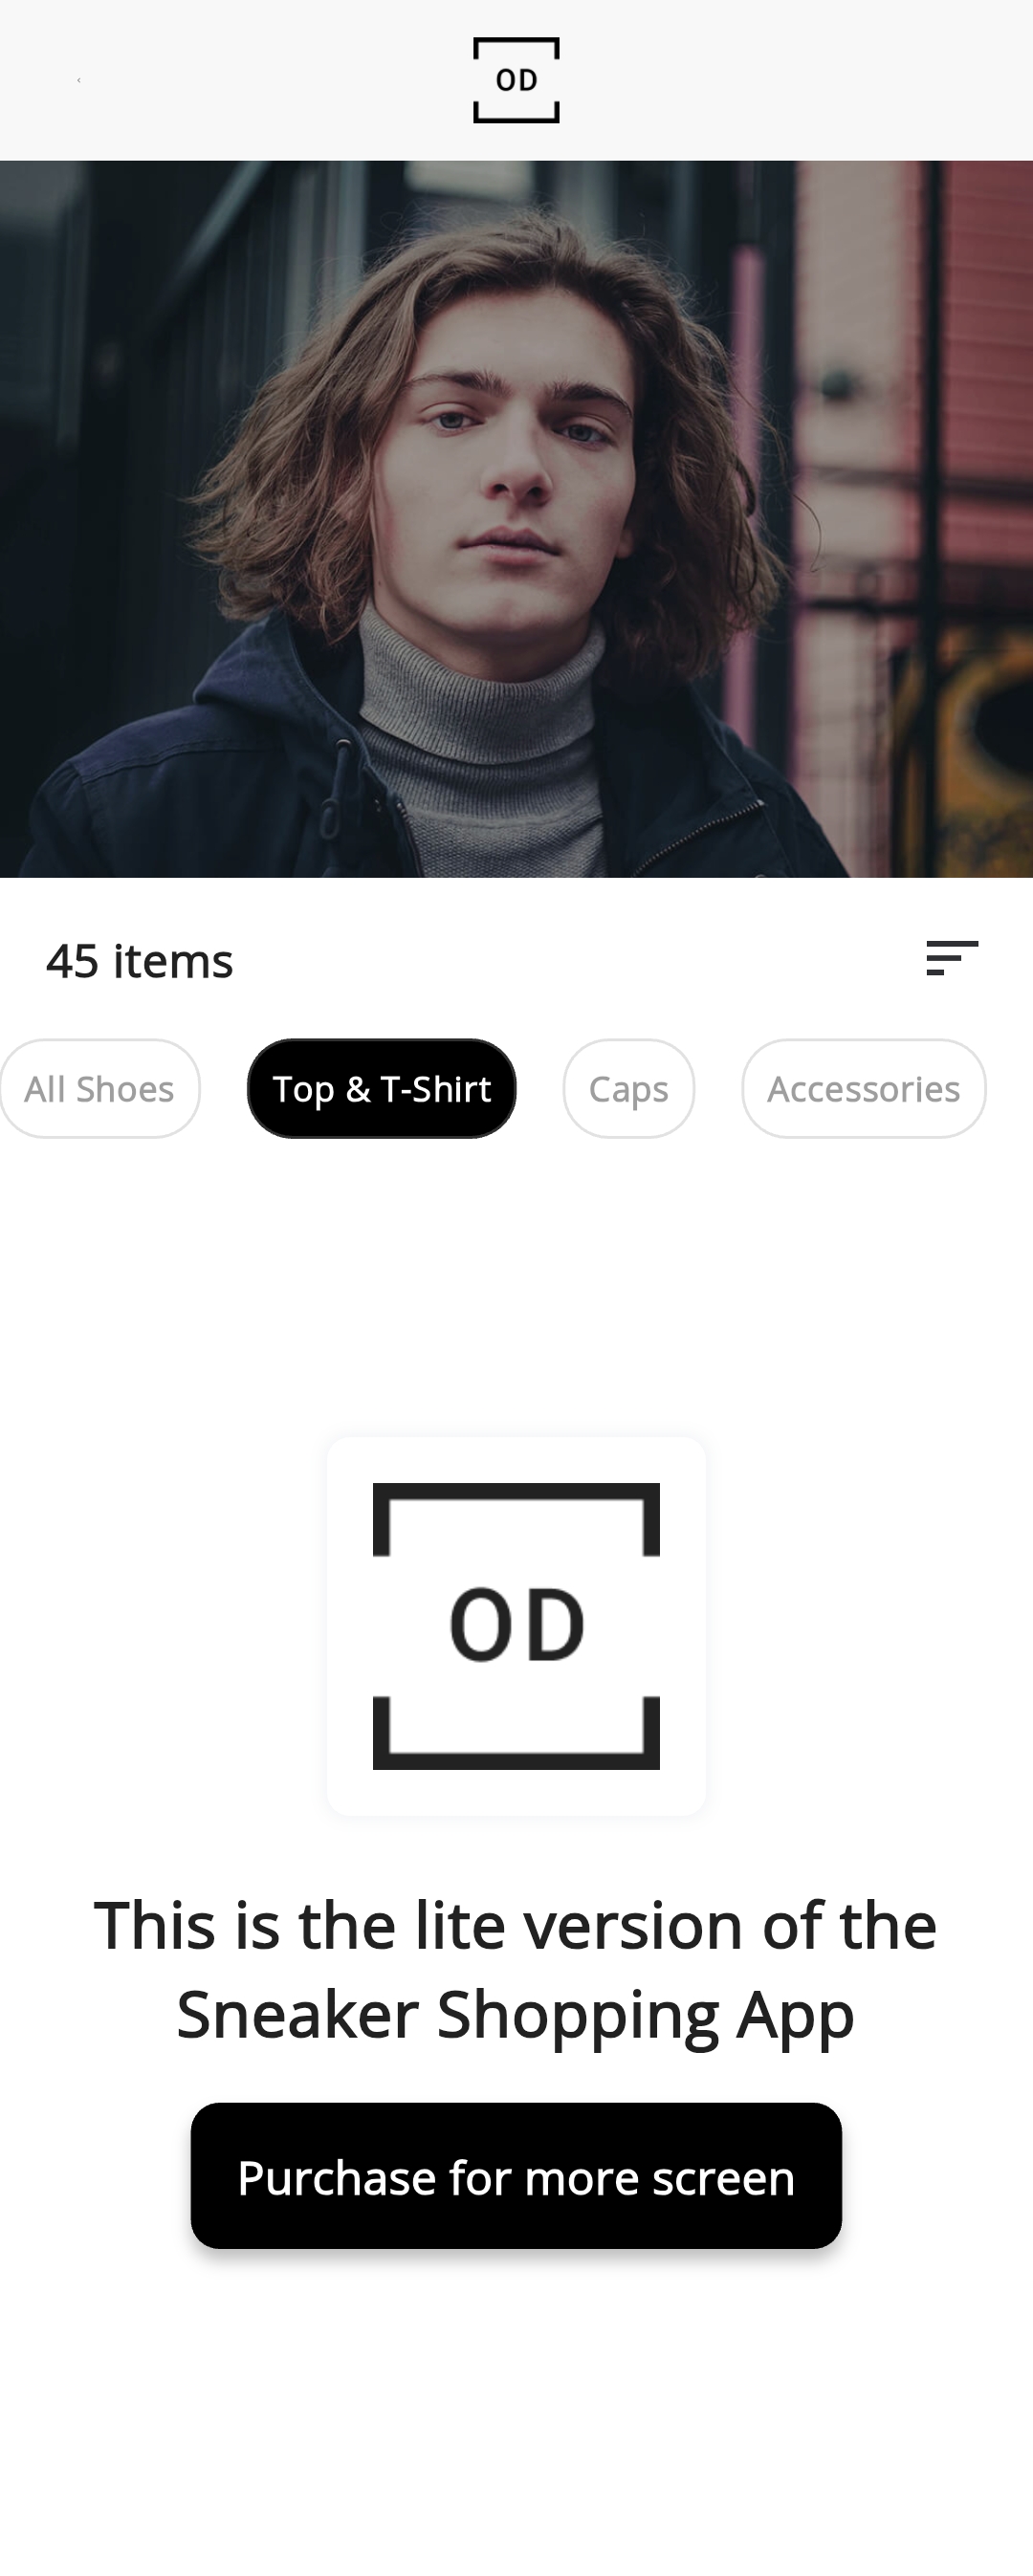 OD
45 items
All Shoes
Top & T-Shirt
Caps
Accessories
OD
This is the lite version of the
Sneaker Shopping App
Purchase for more screen